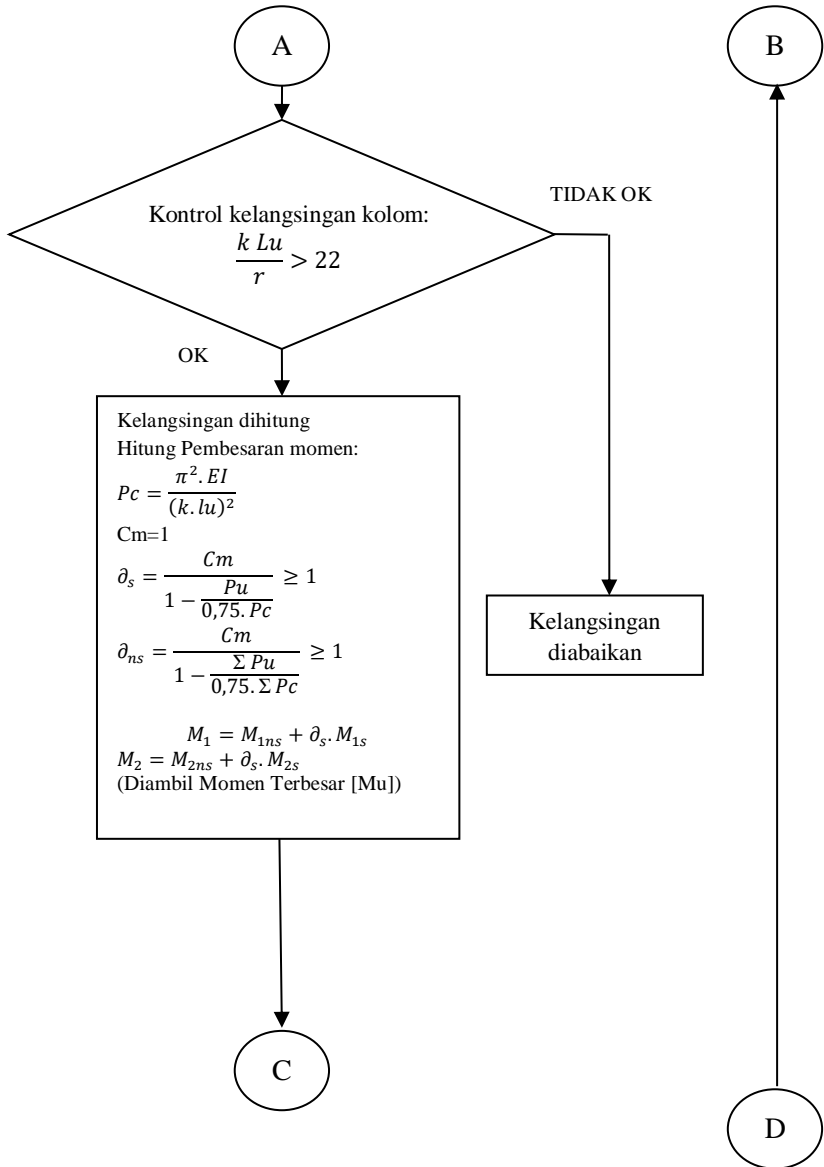 A
B
Kontrol kelangsingan kolom:
k Lu / r > 22
TIDAK OK
OK
Kelangsingan dihitung
Hitung Pembesaran momen:
Pc = π². EI / (k. lu)²
Cm=1
∂ₛ = Cm / (1 − Pu / 0,75. Pc) ≥ 1
∂ₙₛ = Cm / (1 − Σ Pu / 0,75. Σ Pc) ≥ 1
M₁ = M₁ₙₛ + ∂ₛ. M₁ₛ
M₂ = M₂ₙₛ + ∂ₛ. M₂ₛ
(Diambil Momen Terbesar [Mu])
Kelangsingan
diabaikan
C
D